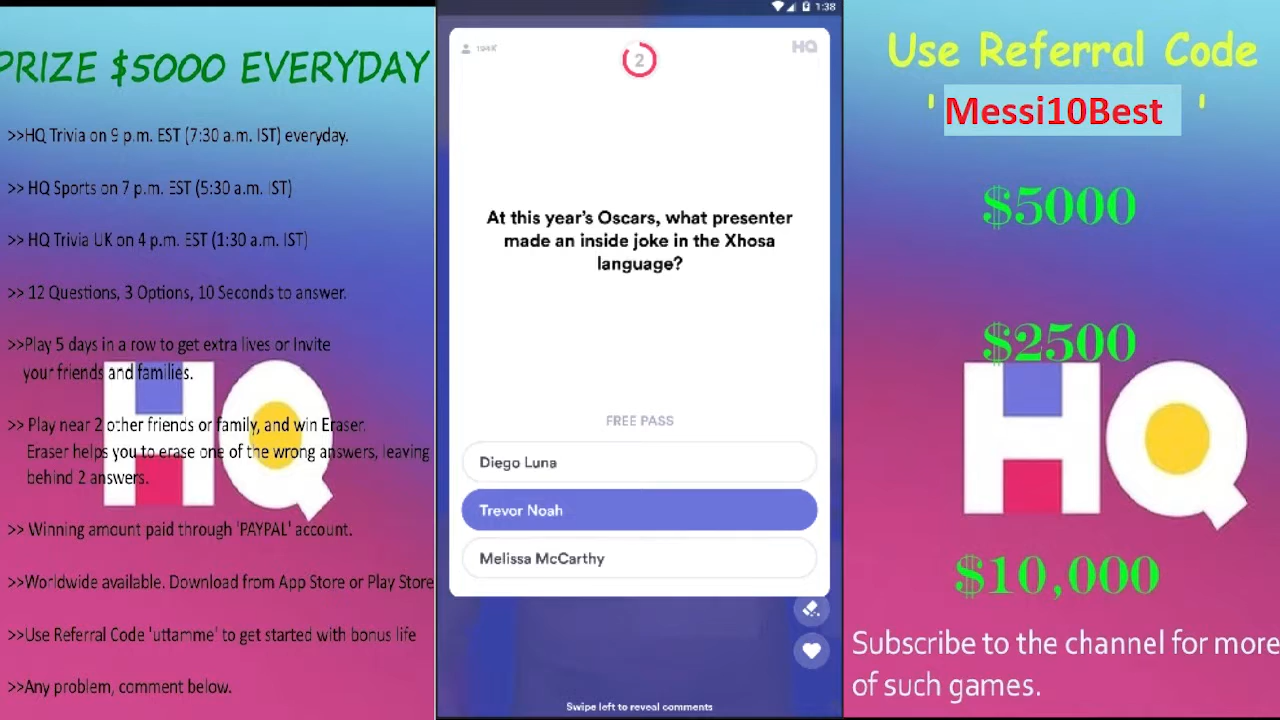 PRIZE $5000 EVERYDAY
>>HQ Trivia on 9 p.m. EST (7:30 a.m. IST) everyday.
>> HQ Sports on 7 p.m. EST (5:30 a.m. IST)
>> HQ Trivia UK on 4 p.m. EST (1:30 a.m. IST)
>> 12 Questions, 3 Options, 10 Seconds to answer.
>>Play 5 days in a row to get extra lives or Invite
your friends and families.
>> Play near 2 other friends or family, and win Eraser.
Eraser helps you to erase one of the wrong answers, leaving
behind 2 answers.
>> Winning amount paid through 'PAYPAL' account.
>>Worldwide available. Download from App Store or Play Store
>>Use Referral Code 'uttamme' to get started with bonus life
>>Any problem, comment below.
HQ
1:38
194K
2
HQ
At this year's Oscars, what presenter
made an inside joke in the Xhosa
language?
FREE PASS
Diego Luna
Trevor Noah
Melissa McCarthy
Swipe left to reveal comments
Use Referral Code
' Messi10Best '
$5000
$2500
HQ
$10,000
Subscribe to the channel for more
of such games.